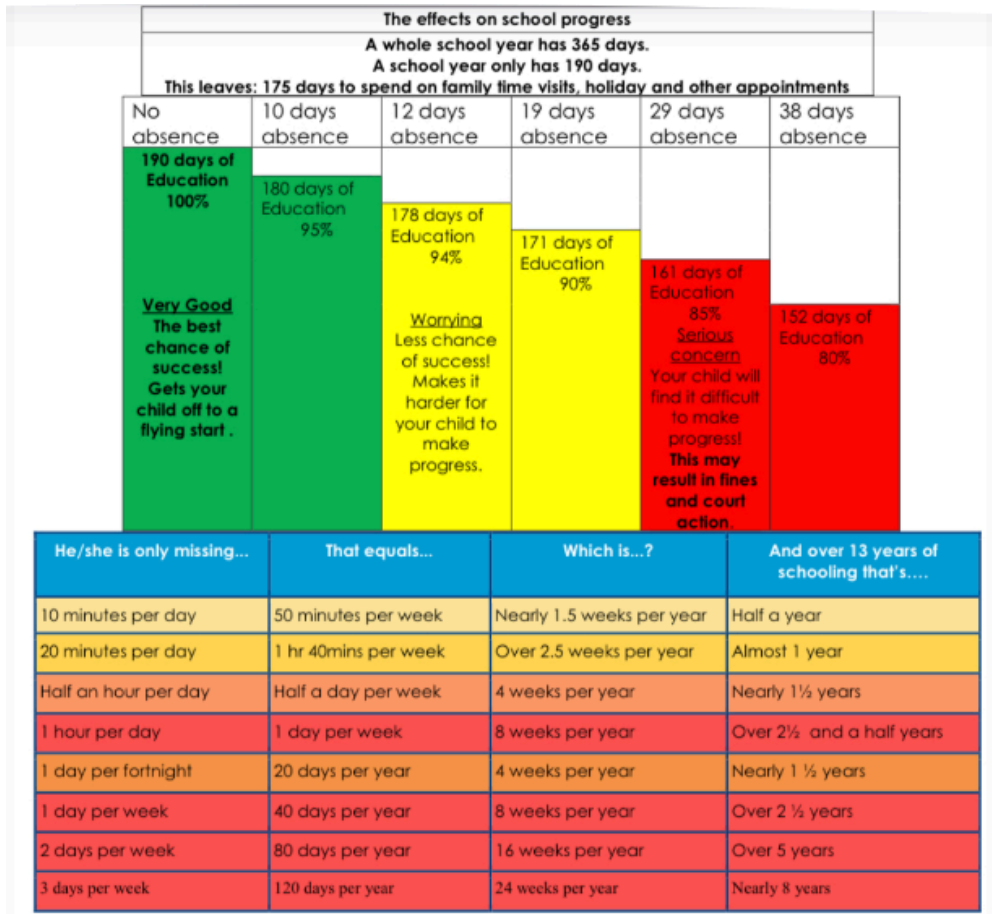 The effects on school progress
A whole school year has 365 days.
A school year only has 190 days.
This leaves: 175 days to spend on family time visits, holiday and other appointments
No
absence
10 days
absence
12 days
absence
19 days
absence
29 days
absence
38 days
absence
190 days of
Education
100%
Very Good
The best
chance of
success!
Gets your
child off to a
flying start .
180 days of
Education
95%
178 days of
Education
94%
Worrying
Less chance
of success!
Makes it
harder for
your child to
make
progress.
171 days of
Education
90%
161 days of
Education
85%
Serious
concern
Your child will
find it difficult
to make
progress!
This may
result in fines
and court
action.
152 days of
Education
80%
He/she is only missing...
That equals...
Which is...?
And over 13 years of
schooling that's....
10 minutes per day
50 minutes per week
Nearly 1.5 weeks per year
Half a year
20 minutes per day
1 hr 40mins per week
Over 2.5 weeks per year
Almost 1 year
Half an hour per day
Half a day per week
4 weeks per year
Nearly 1½ years
1 hour per day
1 day per week
8 weeks per year
Over 2½ and a half years
1 day per fortnight
20 days per year
4 weeks per year
Nearly 1 ½ years
1 day per week
40 days per year
8 weeks per year
Over 2 ½ years
2 days per week
80 days per year
16 weeks per year
Over 5 years
3 days per week
120 days per year
24 weeks per year
Nearly 8 years